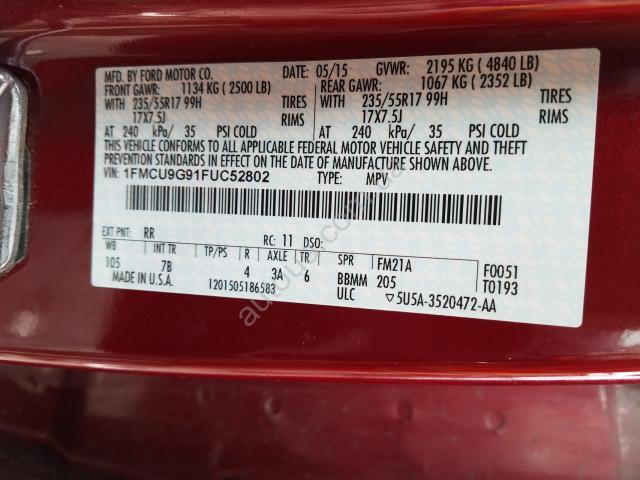 MFD. BY FORD MOTOR CO.
DATE: 05/15 GVWR: 2195 KG ( 4840 LB)
FRONT GAWR: 1134 KG ( 2500 LB) REAR GAWR: 1067 KG ( 2352 LB)
WITH 235/55R17 99H TIRES WITH 235/55R17 99H TIRES
17X7.5J RIMS 17X7.5J RIMS
AT 240 kPa/ 35 PSI COLD AT 240 kPa/ 35 PSI COLD
THIS VEHICLE CONFORMS TO ALL APPLICABLE FEDERAL MOTOR VEHICLE SAFETY AND THEFT
PREVENTION STANDARDS IN EFFECT ON THE DATE OF MANUFACTURE SHOWN ABOVE.
VIN: 1FMCU9G91FUC52802 TYPE: MPV
EXT PNT: RR RC: 11 DSO:
WB INT TR TP/PS R AXLE TR SPR FM21A F0051
105 7B 4 3A 6 BBMM 205 T0193
MADE IN U.S.A. 1201505186583 ULC 5U5A-3520472-AA